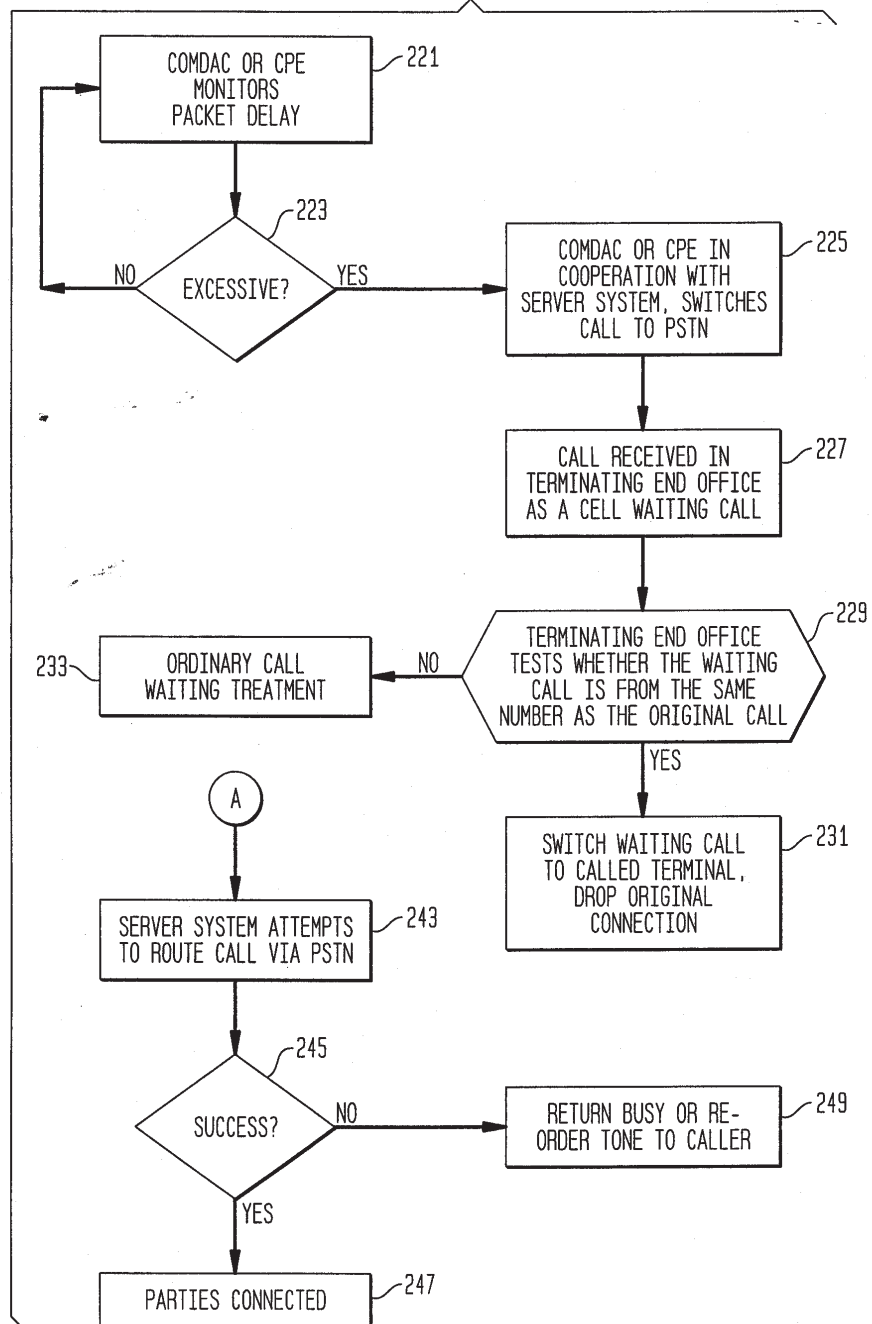 COMDAC OR CPE
MONITORS
PACKET DELAY
221
223
EXCESSIVE?
NO
YES
COMDAC OR CPE IN
COOPERATION WITH
SERVER SYSTEM, SWITCHES
CALL TO PSTN
225
CALL RECEIVED IN
TERMINATING END OFFICE
AS A CELL WAITING CALL
227
TERMINATING END OFFICE
TESTS WHETHER THE WAITING
CALL IS FROM THE SAME
NUMBER AS THE ORIGINAL CALL
229
NO
233
ORDINARY CALL
WAITING TREATMENT
YES
SWITCH WAITING CALL
TO CALLED TERMINAL,
DROP ORIGINAL
CONNECTION
231
A
SERVER SYSTEM ATTEMPTS
TO ROUTE CALL VIA PSTN
243
245
SUCCESS?
NO
RETURN BUSY OR RE-
ORDER TONE TO CALLER
249
YES
PARTIES CONNECTED
247